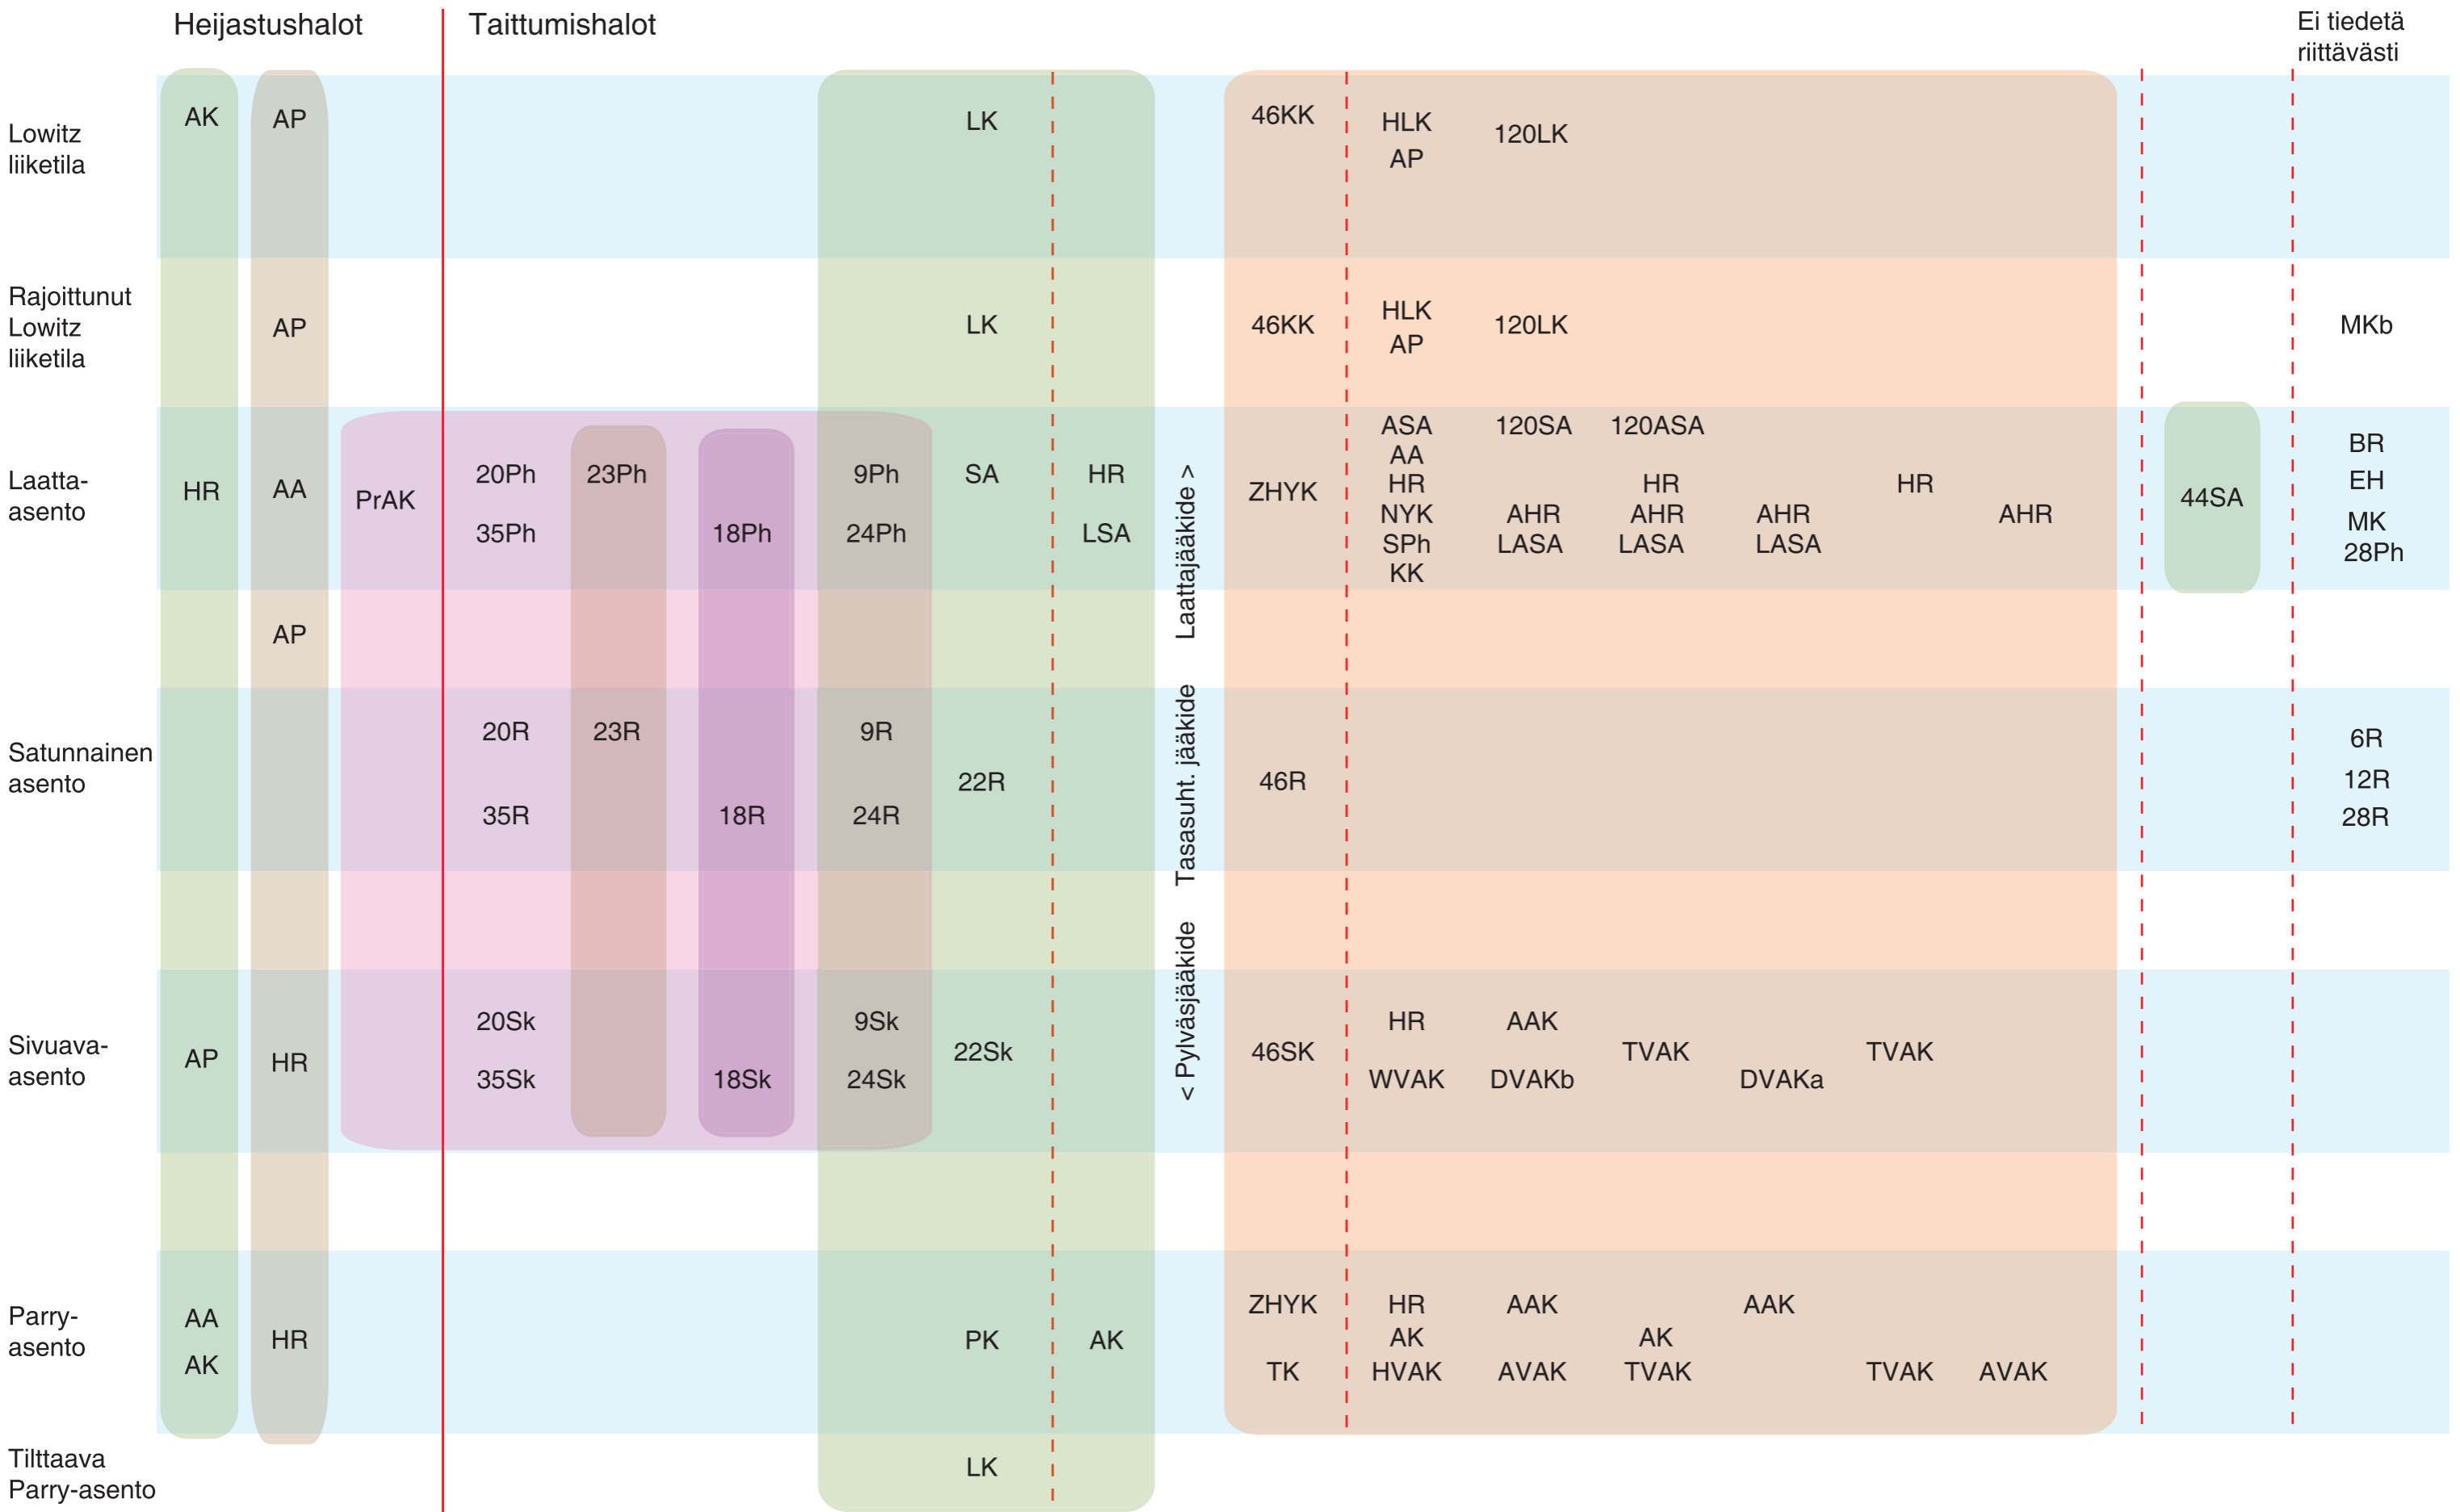 Heijastushalot
Taittumishalot
Ei tiedetä
riittävästi
Lowitz
liiketila
AK
AP
LK
46KK
HLK
120LK
AP
Rajoittunut
Lowitz
liiketila
AP
LK
46KK
HLK
120LK
AP
MKb
Laatta-
asento
HR
AA
PrAK
20Ph
23Ph
9Ph
SA
HR
35Ph
18Ph
24Ph
LSA
ZHYK
ASA
120SA
120ASA
AA
HR
HR
HR
NYK
AHR
AHR
AHR
AHR
SPh
LASA
LASA
LASA
KK
44SA
BR
EH
MK
28Ph
AP
< Pylväsjääkide Tasasuht. jääkide Laattajääkide >
Satunnainen
asento
20R
23R
9R
22R
35R
18R
24R
46R
6R
12R
28R
Sivuava-
asento
AP
HR
20Sk
9Sk
22Sk
35Sk
18Sk
24Sk
46SK
HR
AAK
TVAK
TVAK
WVAK
DVAKb
DVAKa
Parry-
asento
AA
AK
HR
PK
AK
ZHYK
HR
AAK
AAK
AK
AK
TK
HVAK
AVAK
TVAK
TVAK
AVAK
Tilttaava
Parry-asento
LK